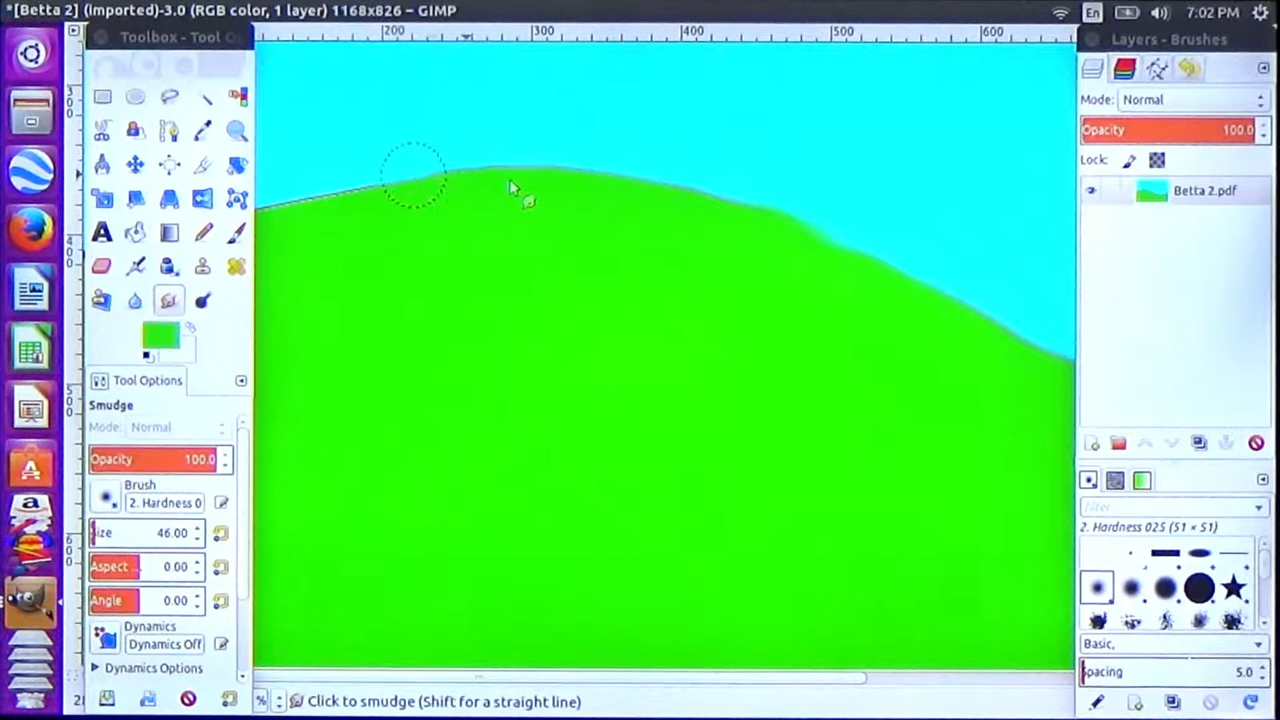 *[Betta 2] (imported)-3.0 (RGB color, 1 layer) 1168x826 – GIMP
En
7:02 PM
Toolbox - Tool O
200
300
400
500
600
Layers - Brushes
Mode:
Normal
Opacity
100.0
Lock:
Betta 2.pdf
Tool Options
Smudge
Mode:
Normal
Opacity
100.0
Brush
2. Hardness 0
Size
46.00
Aspect ...
0.00
Angle
0.00
Dynamics
Dynamics Off
Dynamics Options
filter
2. Hardness 025 (51 × 51)
Basic,
Spacing
5.0
%
Click to smudge (Shift for a straight line)